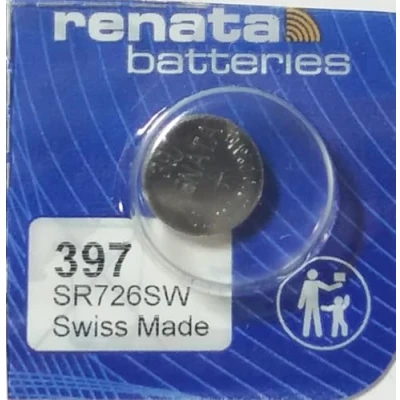 renata
batteries
397
SR726SW
Swiss Made